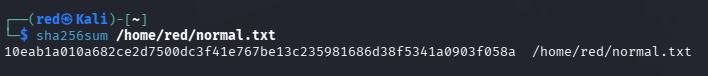 ┌──(red㉿Kali)-[~]
└─$ sha256sum /home/red/normal.txt
10eab1a010a682ce2d7500dc3f41e767be13c235981686d38f5341a0903f058a  /home/red/normal.txt